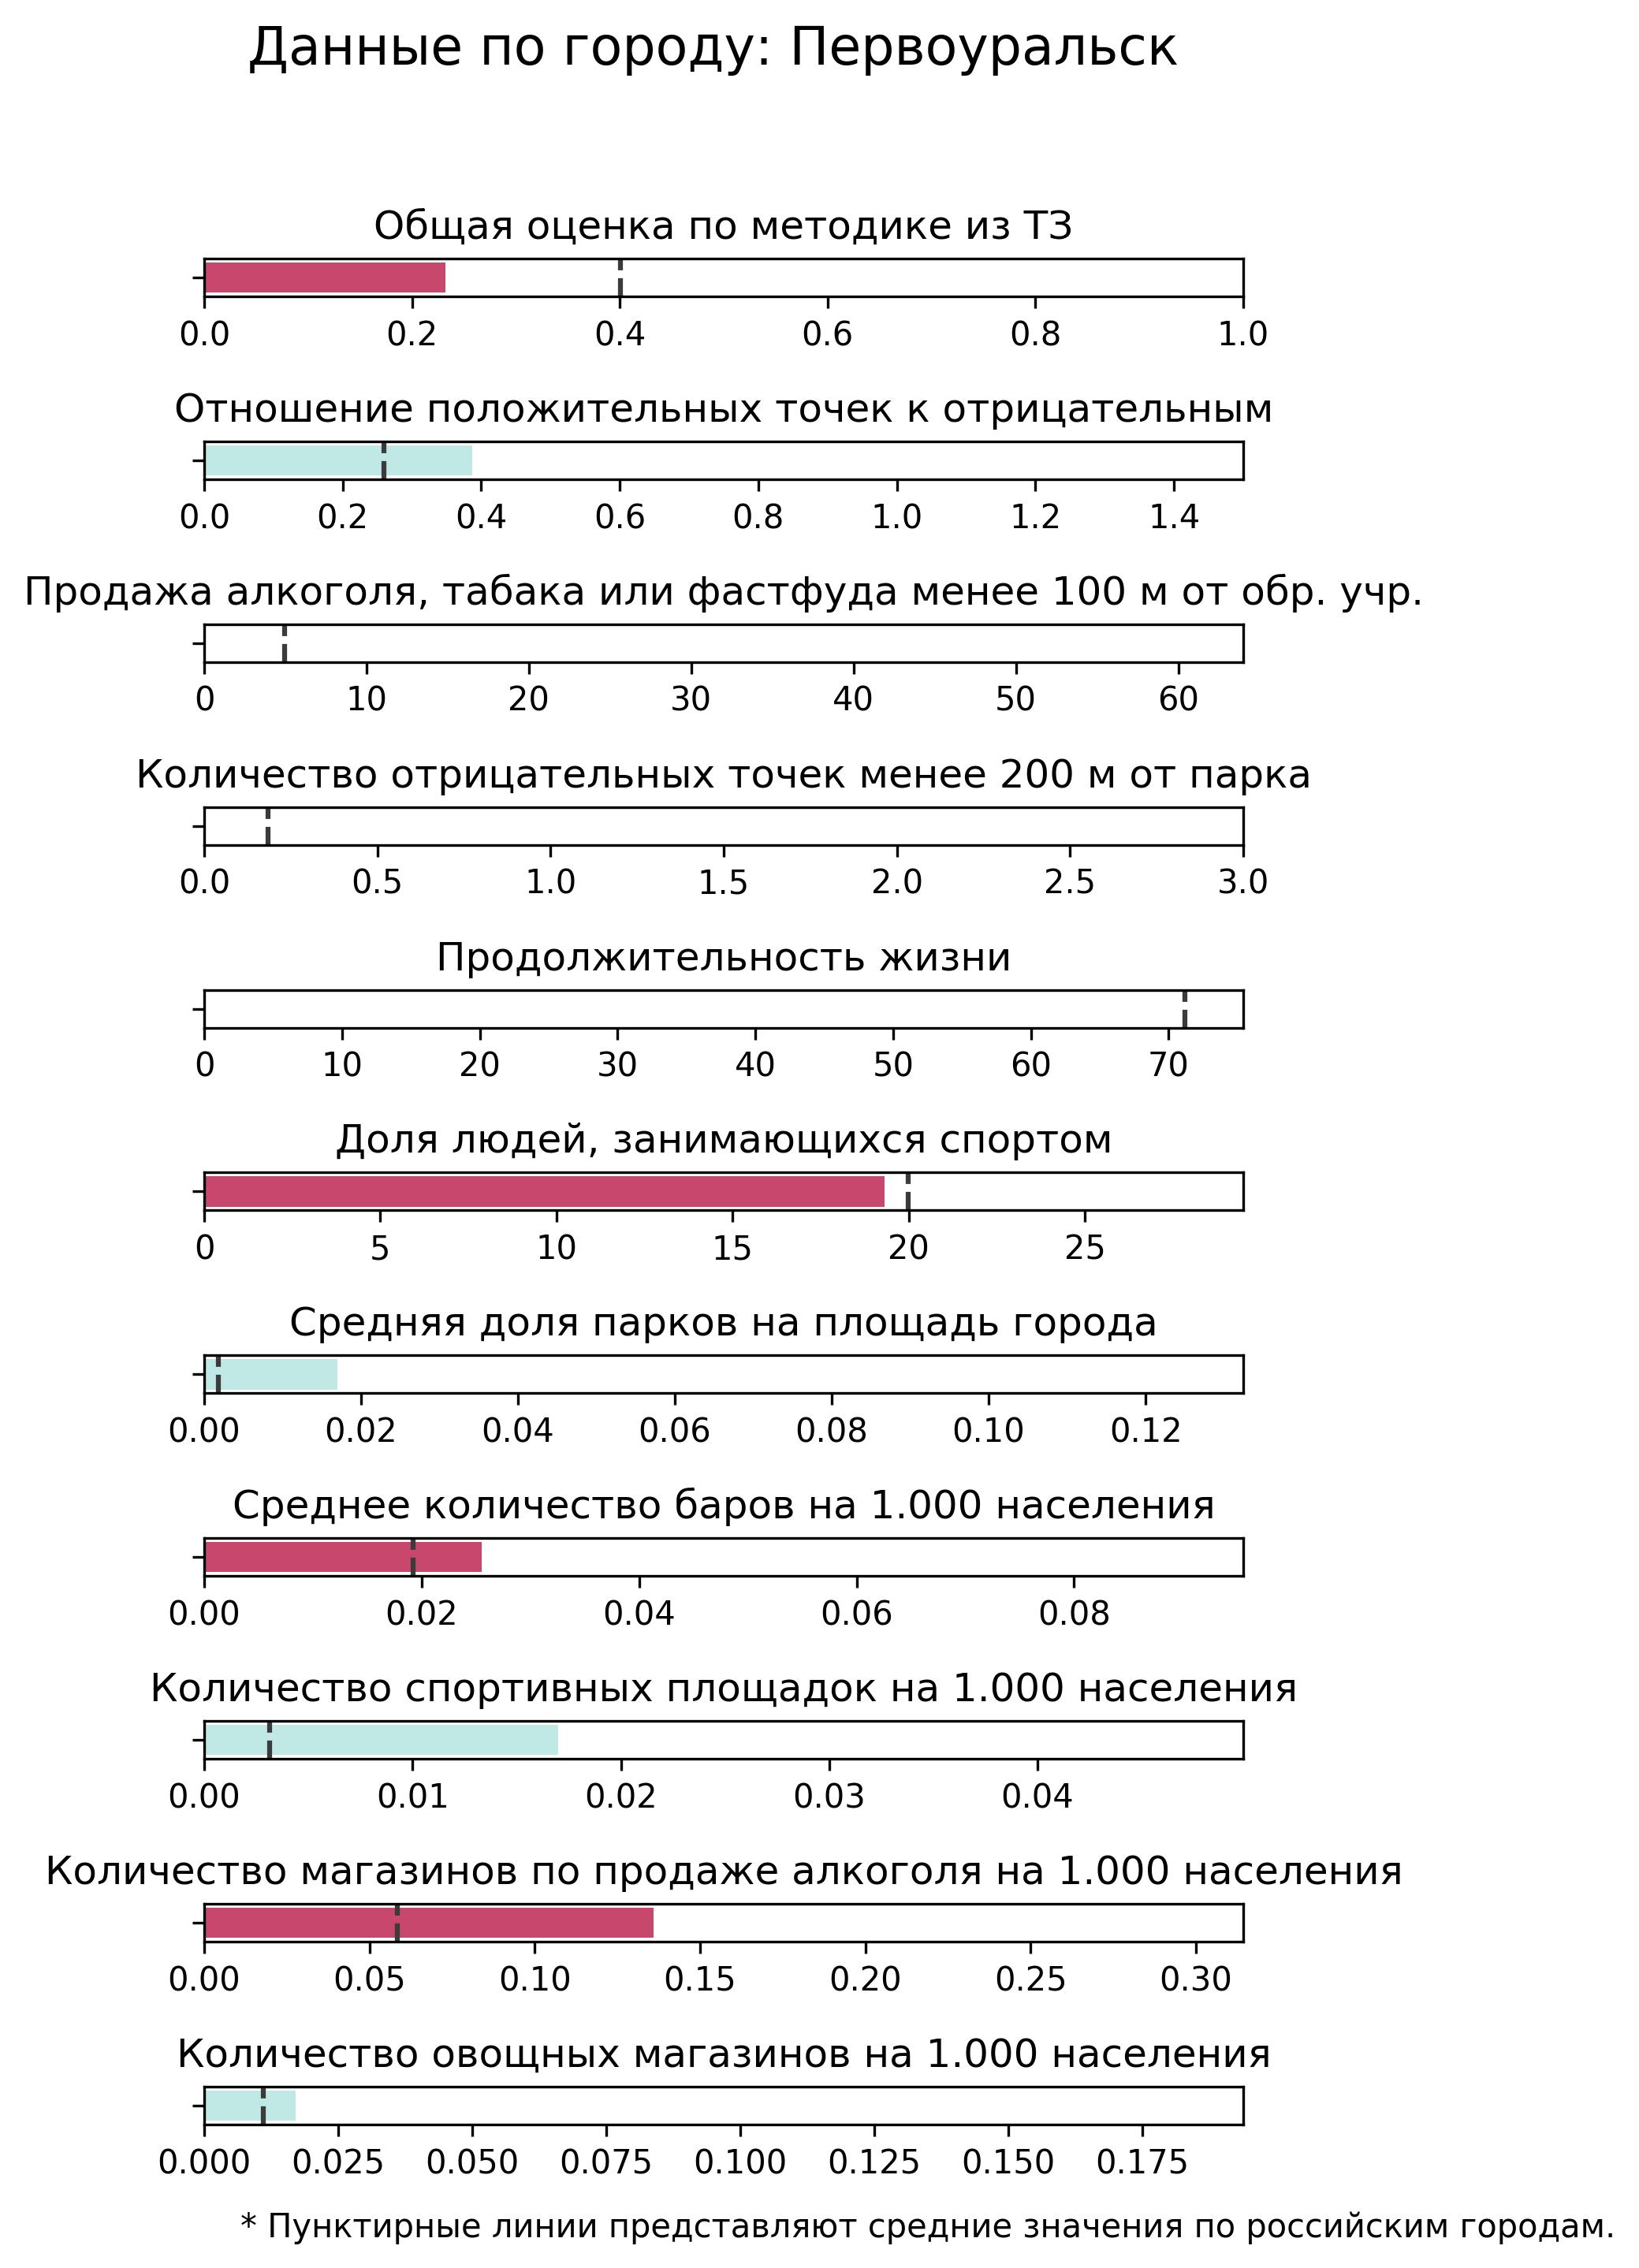 Данные по городу: Первоуральск
Общая оценка по методике из ТЗ
0.0 0.2 0.4 0.6 0.8 1.0
Отношение положительных точек к отрицательным
0.0 0.2 0.4 0.6 0.8 1.0 1.2 1.4
Продажа алкоголя, табака или фастфуда менее 100 м от обр. учр.
0 10 20 30 40 50 60
Количество отрицательных точек менее 200 м от парка
0.0 0.5 1.0 1.5 2.0 2.5 3.0
Продолжительность жизни
0 10 20 30 40 50 60 70
Доля людей, занимающихся спортом
0 5 10 15 20 25
Средняя доля парков на площадь города
0.00 0.02 0.04 0.06 0.08 0.10 0.12
Среднее количество баров на 1.000 населения
0.00 0.02 0.04 0.06 0.08
Количество спортивных площадок на 1.000 населения
0.00 0.01 0.02 0.03 0.04
Количество магазинов по продаже алкоголя на 1.000 населения
0.00 0.05 0.10 0.15 0.20 0.25 0.30
Количество овощных магазинов на 1.000 населения
0.000 0.025 0.050 0.075 0.100 0.125 0.150 0.175
* Пунктирные линии представляют средние значения по российским городам.